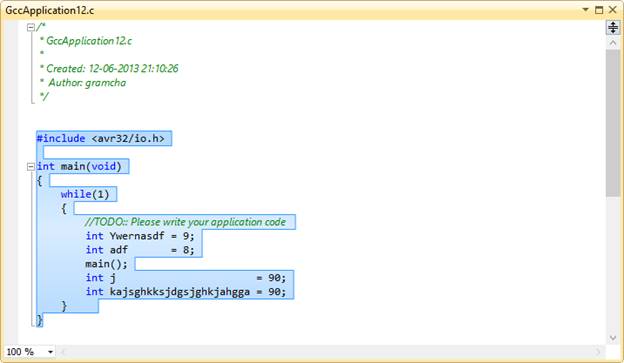 GccApplication12.c
/*
 * GccApplication12.c
 *
 * Created: 12-06-2013 21:10:26
 *  Author: gramcha
 */
#include <avr32/io.h>
int main(void)
{
    while(1)
    {
        //TODO:: Please write your application code
        int Ywernasdf = 9;
        int adf       = 8;
        main();
        int j                     = 90;
        int kajsghkksjdgsjghkjahgga = 90;
    }
}
100 %